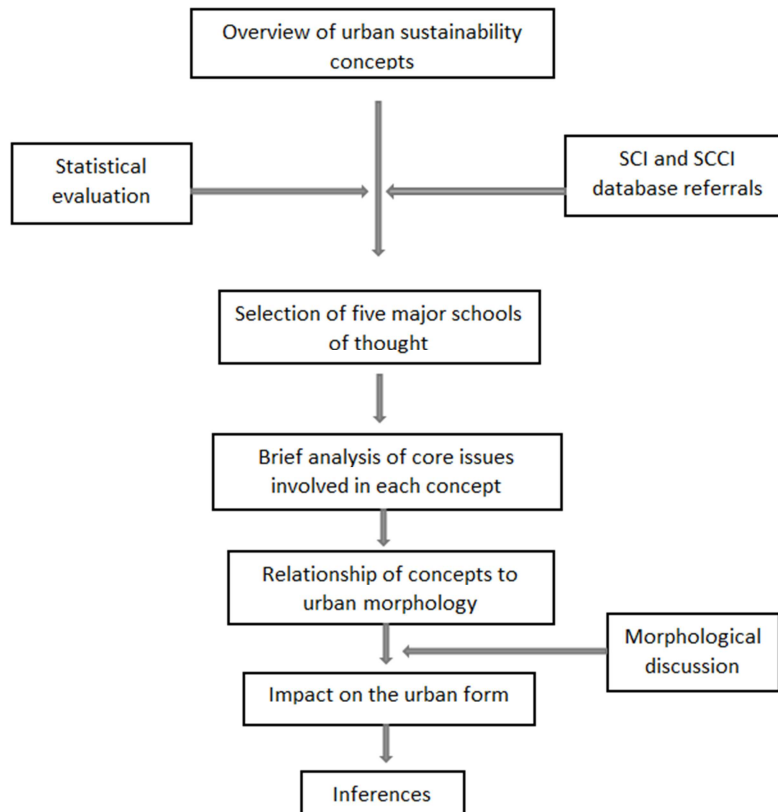 Overview of urban sustainability
concepts
Statistical
evaluation
SCI and SCCI
database referrals
Selection of five major schools
of thought
Brief analysis of core issues
involved in each concept
Relationship of concepts to
urban morphology
Morphological
discussion
Impact on the urban form
Inferences